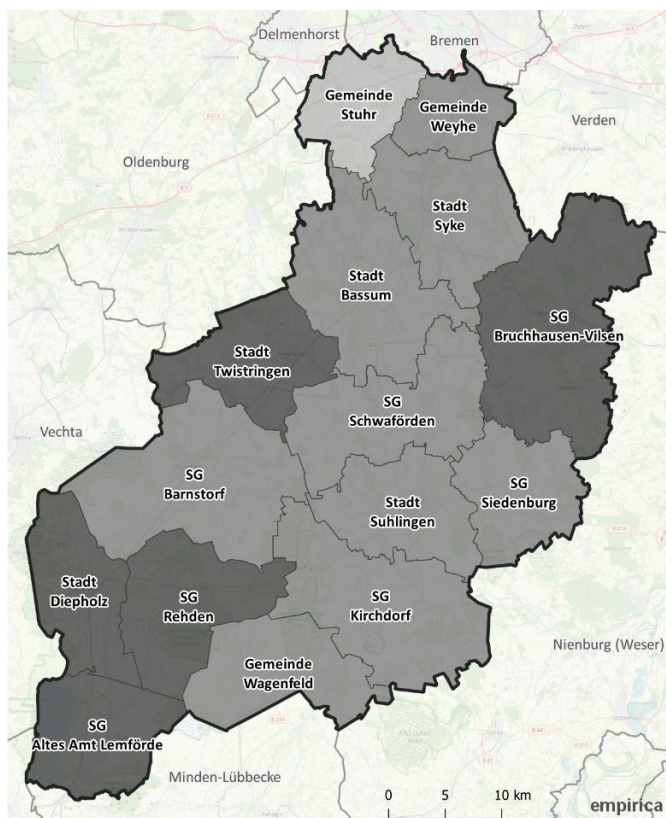 Delmenhorst
Bremen
Gemeinde
Stuhr
Gemeinde
Weyhe
Verden
Oldenburg
Stadt
Syke
Stadt
Bassum
SG
Bruchhausen-Vilsen
Stadt
Twistringen
SG
Schwaförden
Vechta
SG
Barnstorf
Stadt
Suhlingen
SG
Siedenburg
Stadt
Diepholz
SG
Rehden
SG
Kirchdorf
Nienburg (Weser)
Gemeinde
Wagenfeld
SG
Altes Amt Lemförde
Minden-Lübbecke
0 5 10 km
empirica